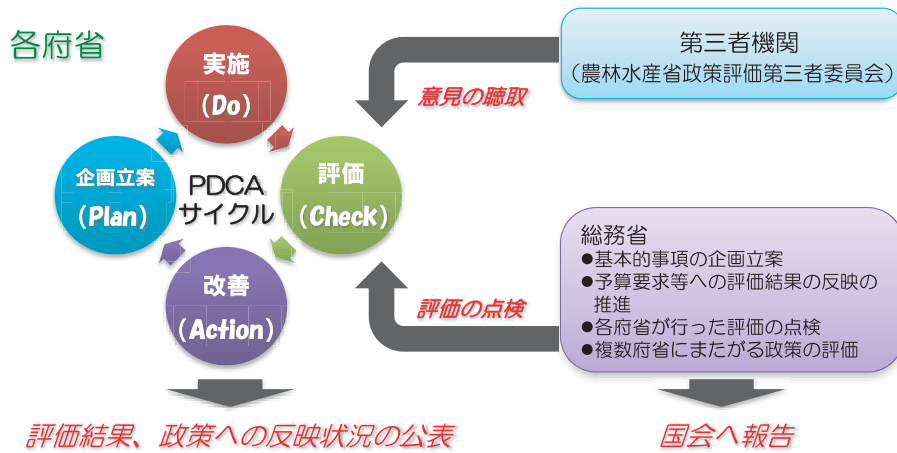 各府省
実施
(Do)
企画立案
(Plan)
PDCA
サイクル
評価
(Check)
改善
(Action)
意見の聴取
第三者機関
(農林水産省政策評価第三者委員会)
評価の点検
総務省
●基本的事項の企画立案
●予算要求等への評価結果の反映の
推進
●各府省が行った評価の点検
●複数府省にまたがる政策の評価
評価結果、政策への反映状況の公表
国会へ報告